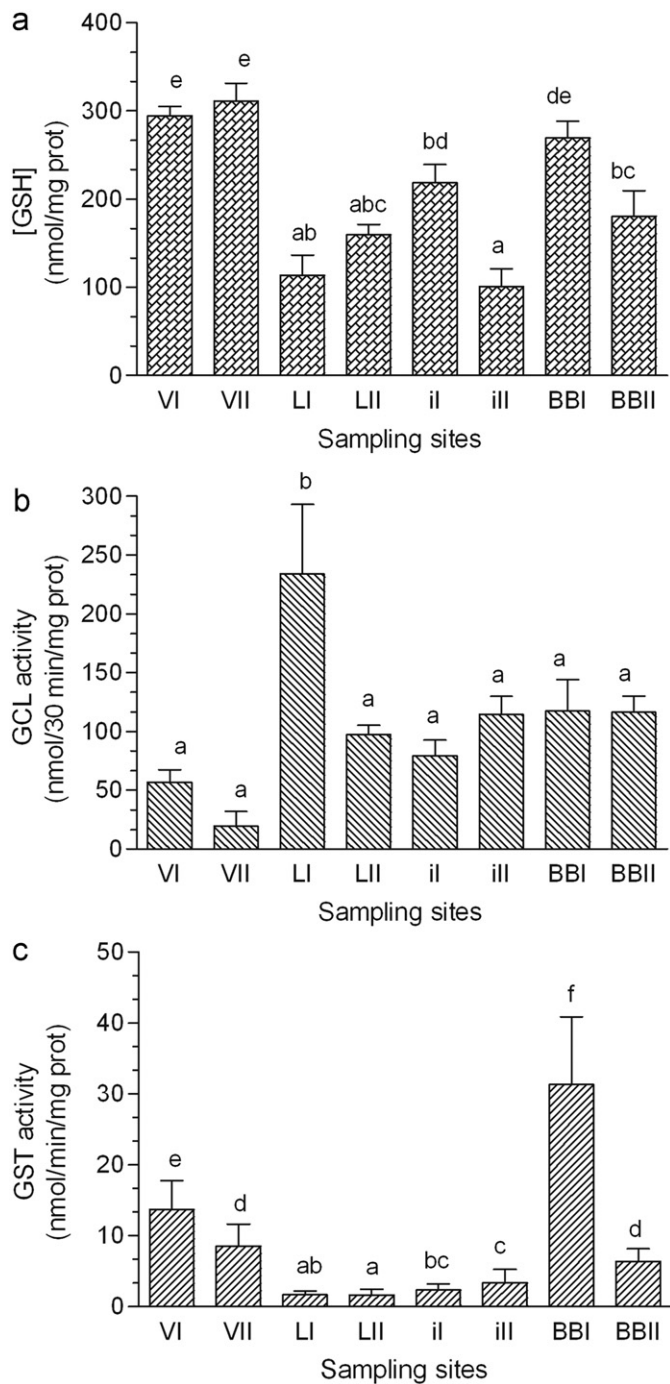 a
[GSH]
(nmol/mg prot)
400
300
200
100
0
e e ab abc bd a de bc
VI VII LI LII iI iII BBI BBII
Sampling sites
b
GCL activity
(nmol/30 min/mg prot)
300
250
200
150
100
50
0
a a b a a a a a
VI VII LI LII iI iII BBI BBII
Sampling sites
c
GST activity
(nmol/min/mg prot)
50
40
30
20
10
0
e d ab a bc c f d
VI VII LI LII iI iII BBI BBII
Sampling sites